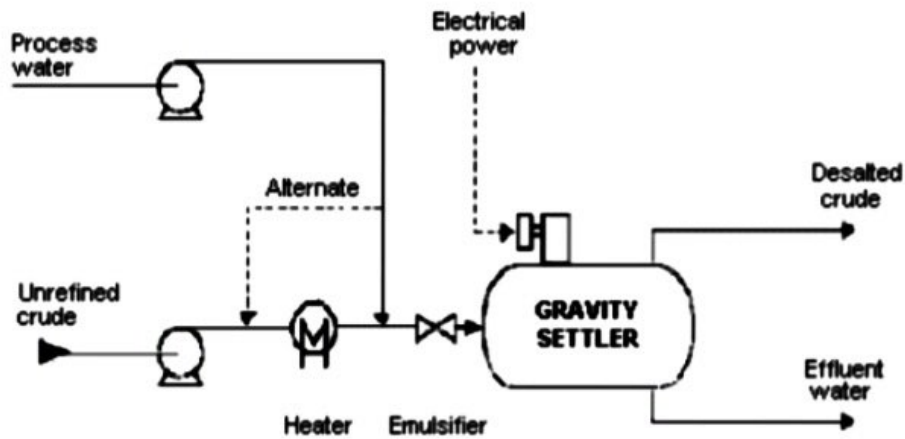 Electrical
power
Process
water
Alternate
Desalted
crude
Unrefined
crude
GRAVITY
SETTLER
Effluent
water
Heater
Emulsifier